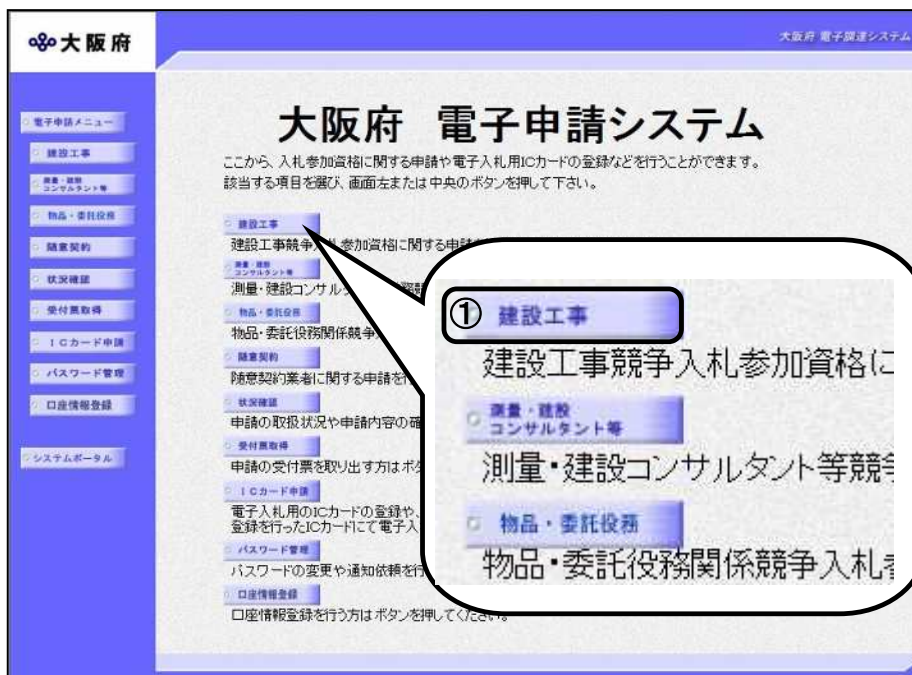 大阪府
大阪府 電子調達システム
電子申請メニュー
建設工事
測量・建設
コンサルタント等
物品・委託役務
随意契約
状況確認
受付票取得
ICカード申請
パスワード管理
口座情報登録
システムポータル
大阪府 電子申請システム
ここから、入札参加資格に関する申請や電子入札用ICカードの登録などを行うことができます。
該当する項目を選び、画面左または中央のボタンを押して下さい。
建設工事
建設工事競争入札参加資格に関する申請
測量・建設
コンサルタント等
測量・建設コンサル
物品・委託役務
物品・委託役務関係競争
随意契約
随意契約業者に関する申請を行
状況確認
申請の取扱状況や申請内容の確
受付票取得
申請の受付票を取り出す方はボタ
ICカード申請
電子入札用のICカードの登録や、
登録を行ったICカードにて電子入
パスワード管理
パスワードの変更や通知依頼を行
口座情報登録
口座情報登録を行う方はボタンを押してください。
① 建設工事
建設工事競争入札参加資格に
測量・建設
コンサルタント等
測量・建設コンサルタント等競争
物品・委託役務
物品・委託役務関係競争入札参